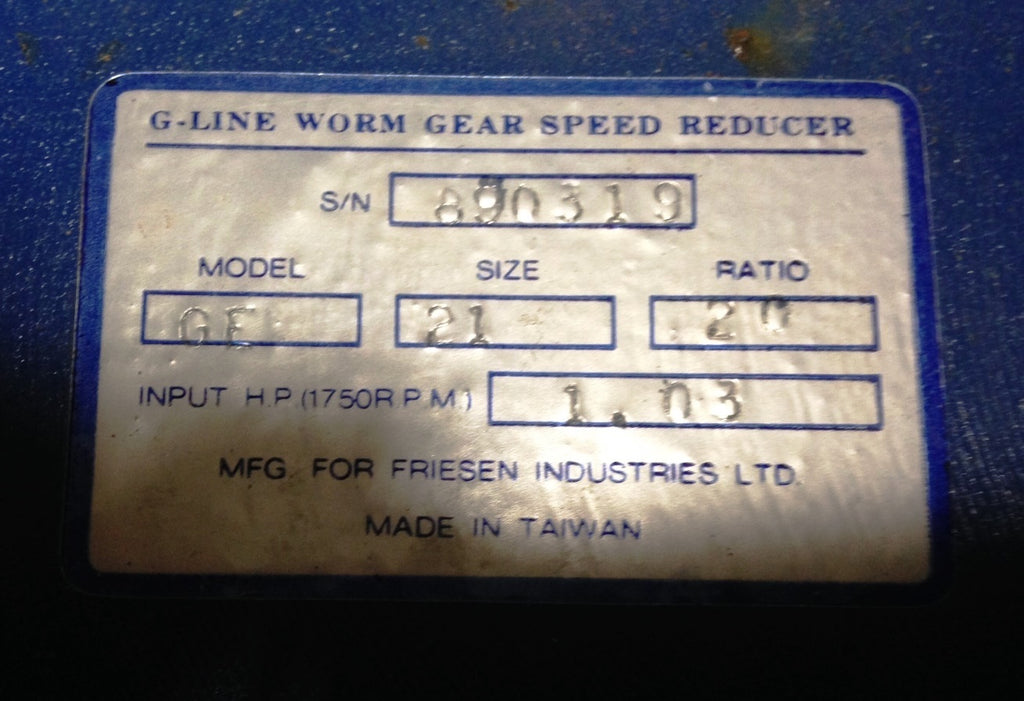 G-LINE WORM GEAR SPEED REDUCER
S/N 890319
MODEL SIZE RATIO
21 20
INPUT H.P.(1750R.P.M.) 1.03
MFG. FOR FRIESEN INDUSTRIES LTD.
MADE IN TAIWAN